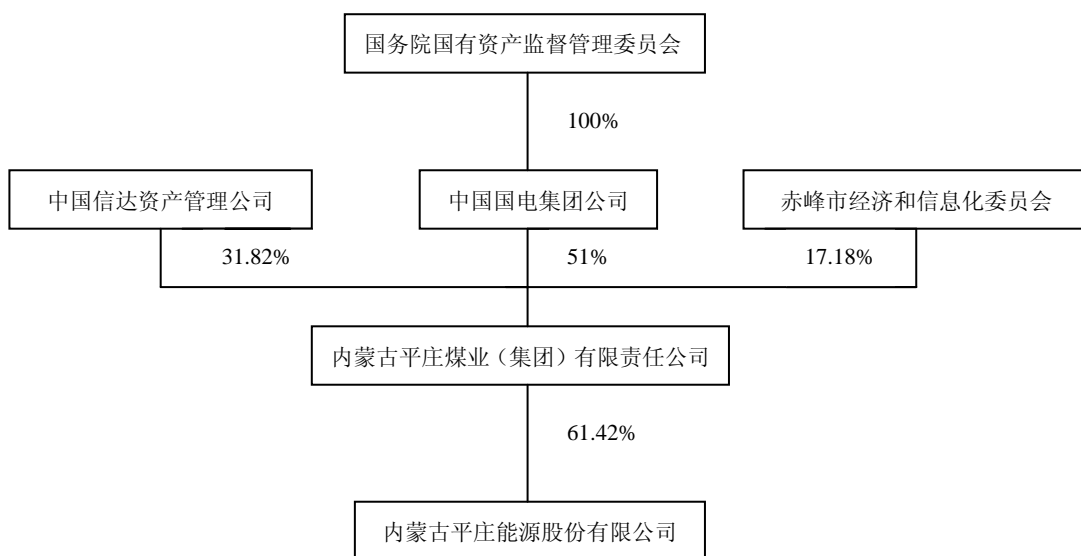 国务院国有资产监督管理委员会
100%
中国信达资产管理公司
中国国电集团公司
赤峰市经济和信息化委员会
31.82%
51%
17.18%
内蒙古平庄煤业（集团）有限责任公司
61.42%
内蒙古平庄能源股份有限公司